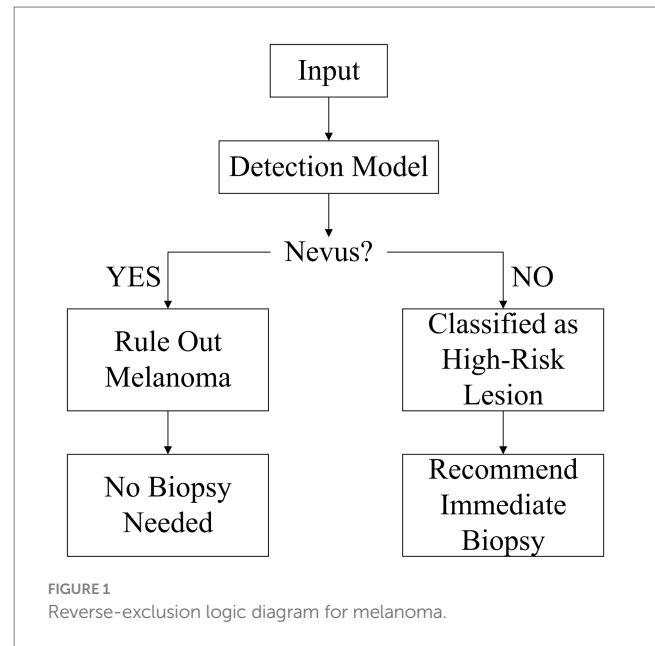 Input
Detection Model
Nevus?
YES
NO
Rule Out
Melanoma
Classified as
High-Risk
Lesion
No Biopsy
Needed
Recommend
Immediate
Biopsy
FIGURE 1
Reverse-exclusion logic diagram for melanoma.